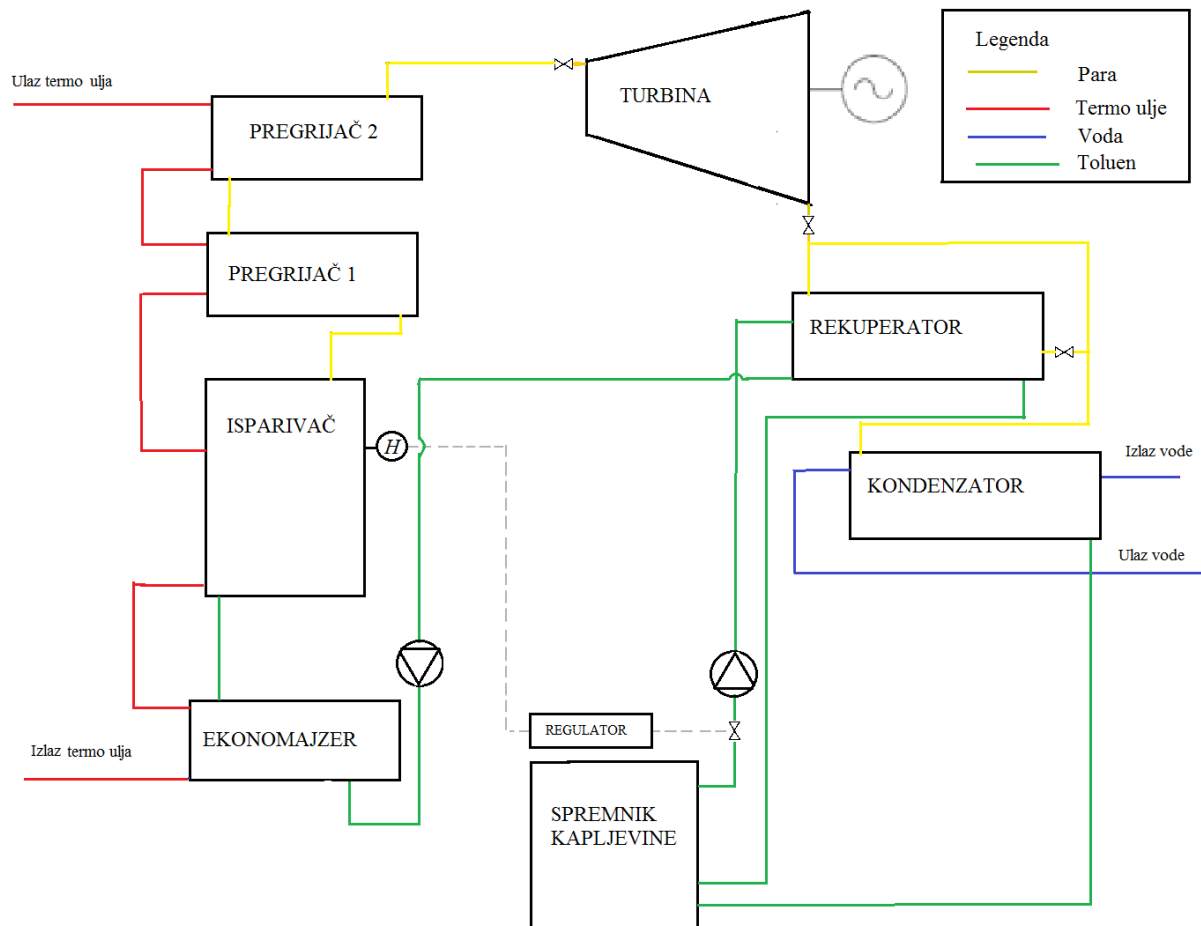 Legenda
Para
Termo ulje
Voda
Toluen
Ulaz termo ulja
PREGRIJAČ 2
TURBINA
PREGRIJAČ 1
REKUPERATOR
ISPARIVAČ
H
Izlaz vode
KONDENZATOR
Ulaz vode
REGULATOR
EKONOMAJZER
Izlaz termo ulja
SPREMNIK
KAPLJEVINE